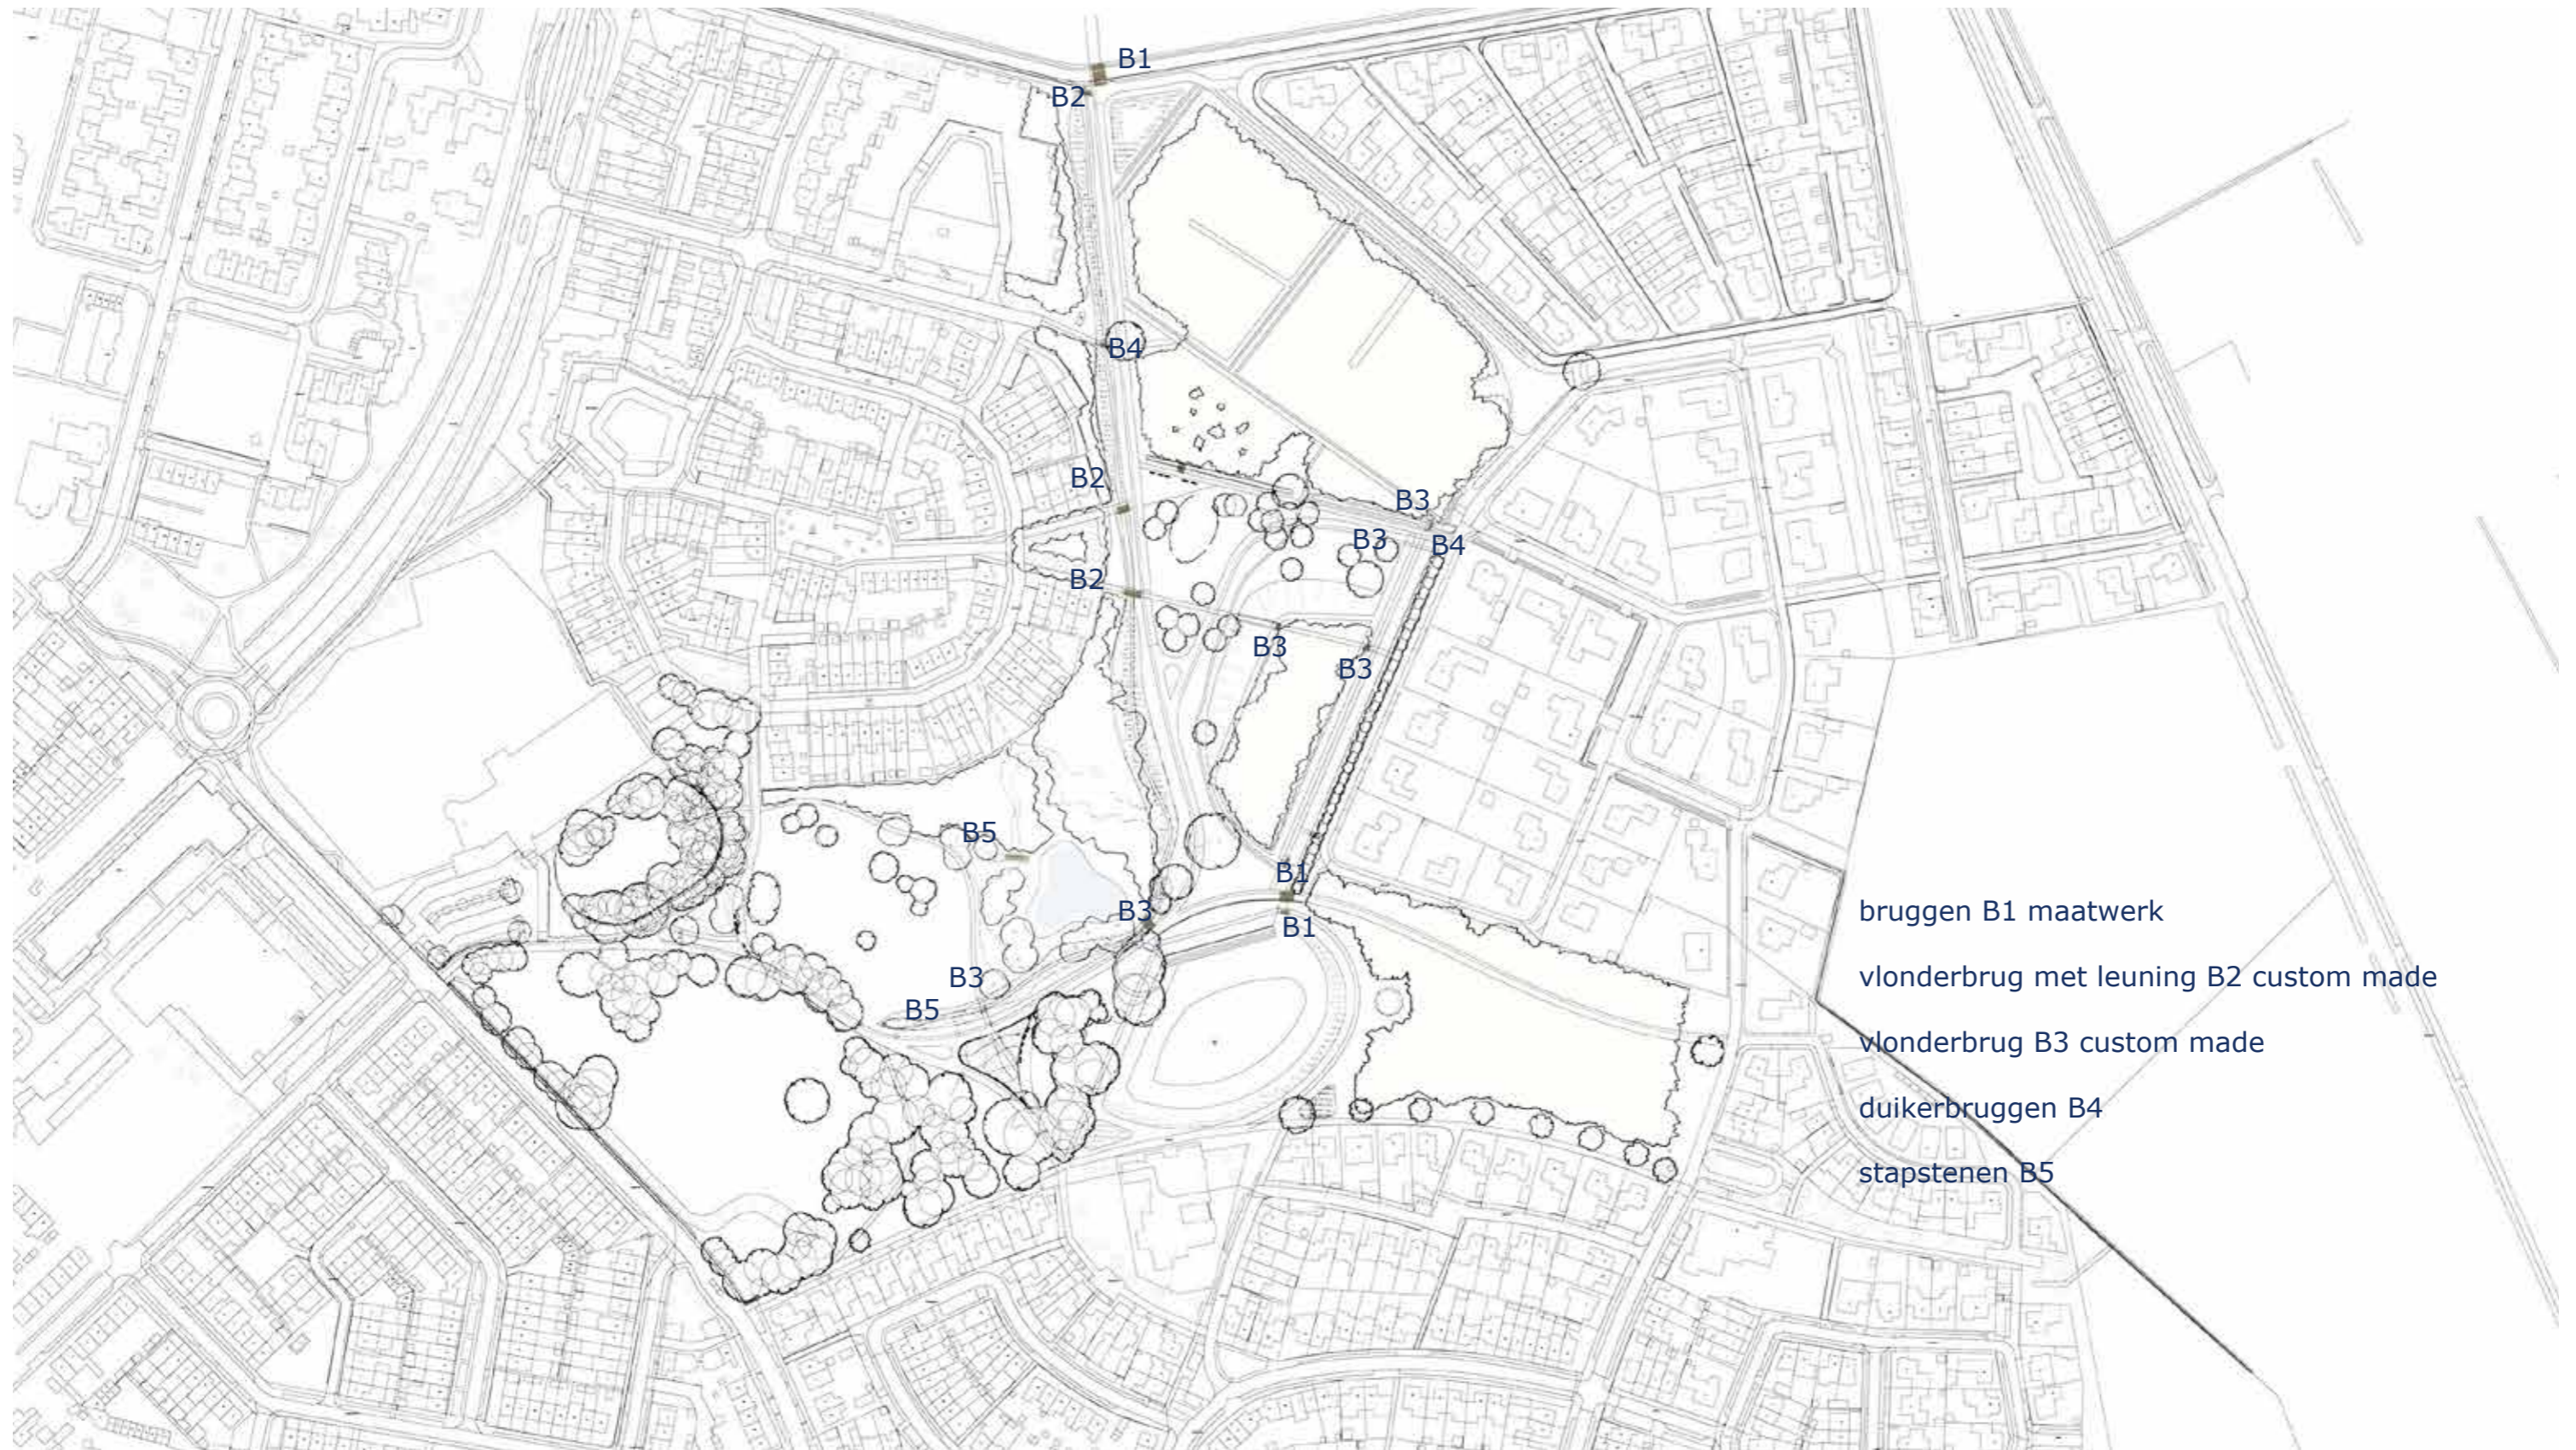 B1
B2
B4
B2
B3
B3
B4
B2
B3
B3
B5
B1
B3
B1
B3
B5
bruggen B1 maatwerk
vlonderbrug met leuning B2 custom made
vlonderbrug B3 custom made
duikerbruggen B4
stapstenen B5